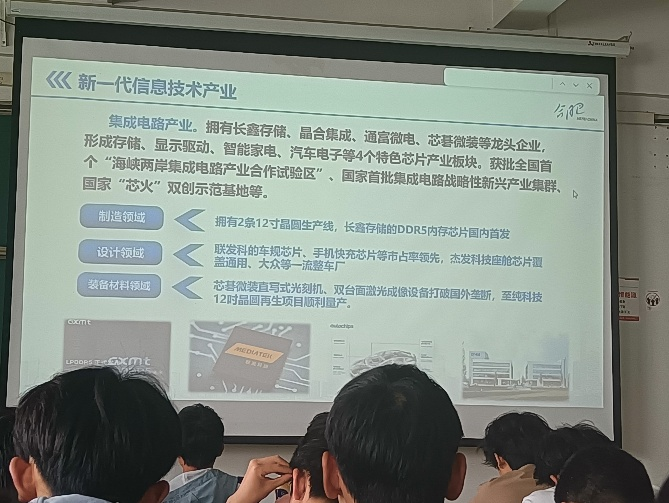 新一代信息技术产业
合肥
集成电路产业。拥有长鑫存储、晶合集成、通富微电、芯碁微装等龙头企业，
形成存储、显示驱动、智能家电、汽车电子等4个特色芯片产业板块。获批全国首
个“海峡两岸集成电路产业合作试验区”、国家首批集成电路战略性新兴产业集群、
国家“芯火”双创示范基地等。
制造领域
拥有2条12寸晶圆生产线，长鑫存储的DDR5内存芯片国内首发
设计领域
联发科的车规芯片、手机快充芯片等市占率领先，杰发科技座舱芯片覆
盖通用、大众等一流整车厂
装备材料领域
芯碁微装直写式光刻机、双台面激光成像设备打破国外垄断，至纯科技
12吋晶圆再生项目顺利量产。
cxmt
LPDDR5
cxmt
MEDIATEK
autochips